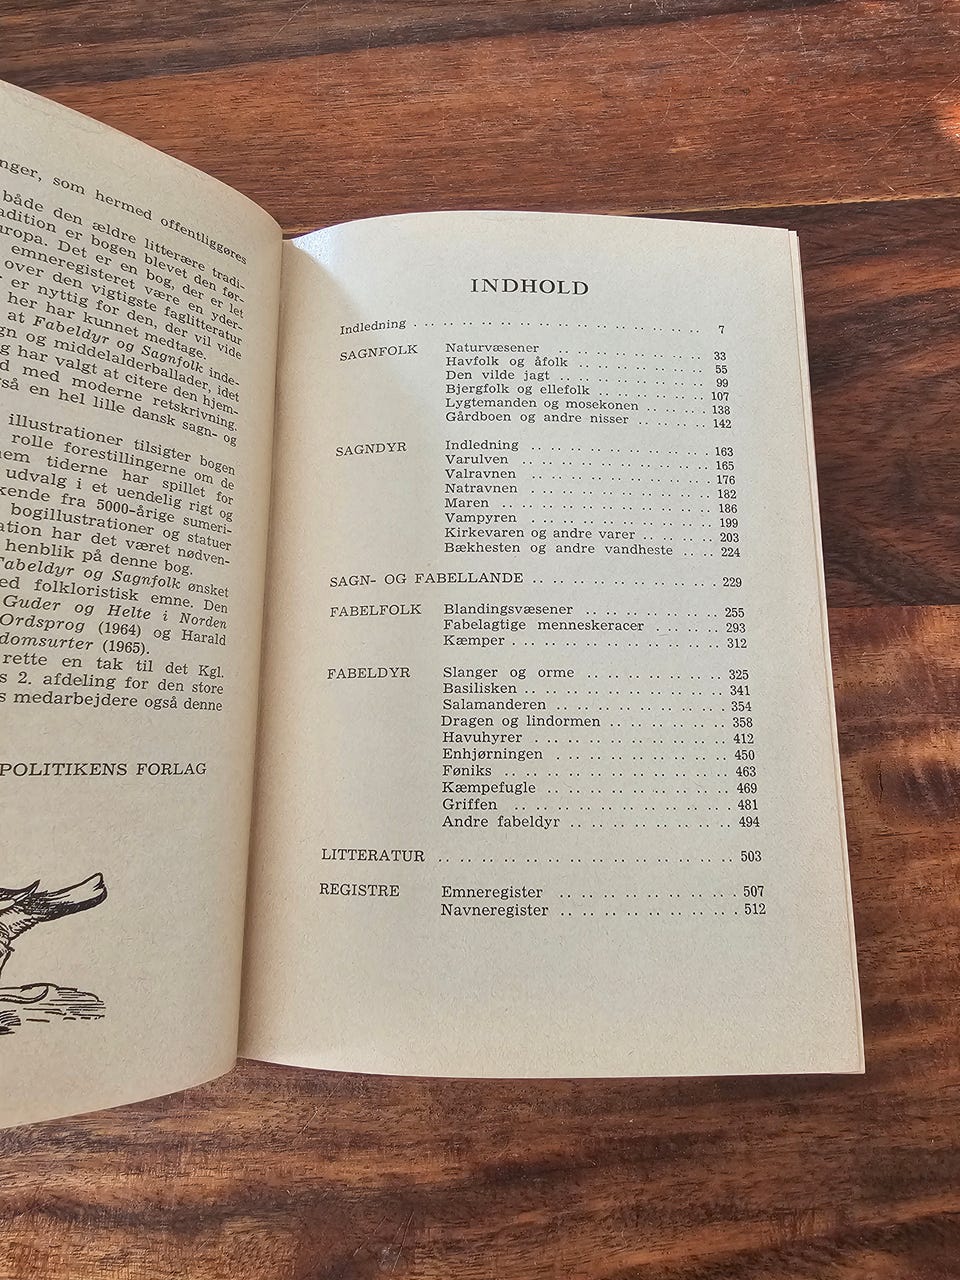 nger, som hermed offentliggøres
både den ældre litterære tradi-
adition er bogen blevet den før-
uropa. Det er en bog, der er let
emneregisteret være en yder-
over den vigtigste faglitteratur
r er nyttig for den, der vil vide
her har kunnet medtage.
at Fabeldyr og Sagnfolk inde-
gn og middelalderballader, idet
g har valgt at citere den hjem-
d med moderne retskrivning.
så en hel lille dansk sagn- og
illustrationer tilsigter bogen
rolle forestillingerne om de
nem tiderne har spillet for
udvalg i et uendelig rigt og
kende fra 5000-årige sumeri-
bogillustrationer og statuer
ation har det været nødven-
henblik på denne bog.
Fabeldyr og Sagnfolk ønsket
ed folkloristisk emne. Den
Guder og Helte i Norden
Ordsprog (1964) og Harald
domsurter (1965).
rette en tak til det Kgl.
s 2. afdeling for den store
s medarbejdere også denne
POLITIKENS FORLAG
INDHOLD
Indledning .. .. .. .. .. .. .. .. .. .. .. .. .. 7
SAGNFOLK Naturvæsener .. .. .. .. .. .. .. 33
Havfolk og åfolk .. .. .. .. .. .. .. 55
Den vilde jagt .. .. .. .. .. .. .. 99
Bjergfolk og ellefolk .. .. .. .. .. .. 107
Lygtemanden og mosekonen .. .. .. .. 138
Gårdboen og andre nisser .. .. .. .. 142
SAGNDYR Indledning .. .. .. .. .. .. .. .. 163
Varulven .. .. .. .. .. .. .. .. .. 165
Valravnen .. .. .. .. .. .. .. .. 176
Natravnen .. .. .. .. .. .. .. .. 182
Maren .. .. .. .. .. .. .. .. .. 186
Vampyren .. .. .. .. .. .. .. .. 199
Kirkevaren og andre varer .. .. .. .. 203
Bækhesten og andre vandheste .. .. .. 224
SAGN- OG FABELLANDE .. .. .. .. .. .. .. .. .. 229
FABELFOLK Blandingsvæsener .. .. .. .. .. .. 255
Fabelagtige menneskeracer .. .. .. .. 293
Kæmper .. .. .. .. .. .. .. .. .. 312
FABELDYR Slanger og orme .. .. .. .. .. .. .. 325
Basilisken .. .. .. .. .. .. .. .. .. 341
Salamanderen .. .. .. .. .. .. .. 354
Dragen og lindormen .. .. .. .. .. .. 358
Havuhyrer .. .. .. .. .. .. .. .. 412
Enhjørningen .. .. .. .. .. .. .. .. 450
Føniks .. .. .. .. .. .. .. .. .. .. 463
Kæmpefugle .. .. .. .. .. .. .. .. 469
Griffen .. .. .. .. .. .. .. .. .. .. 481
Andre fabeldyr .. .. .. .. .. .. .. 494
LITTERATUR .. .. .. .. .. .. .. .. .. .. .. .. .. 503
REGISTRE Emneregister .. .. .. .. .. .. .. .. 507
Navneregister .. .. .. .. .. .. .. .. 512